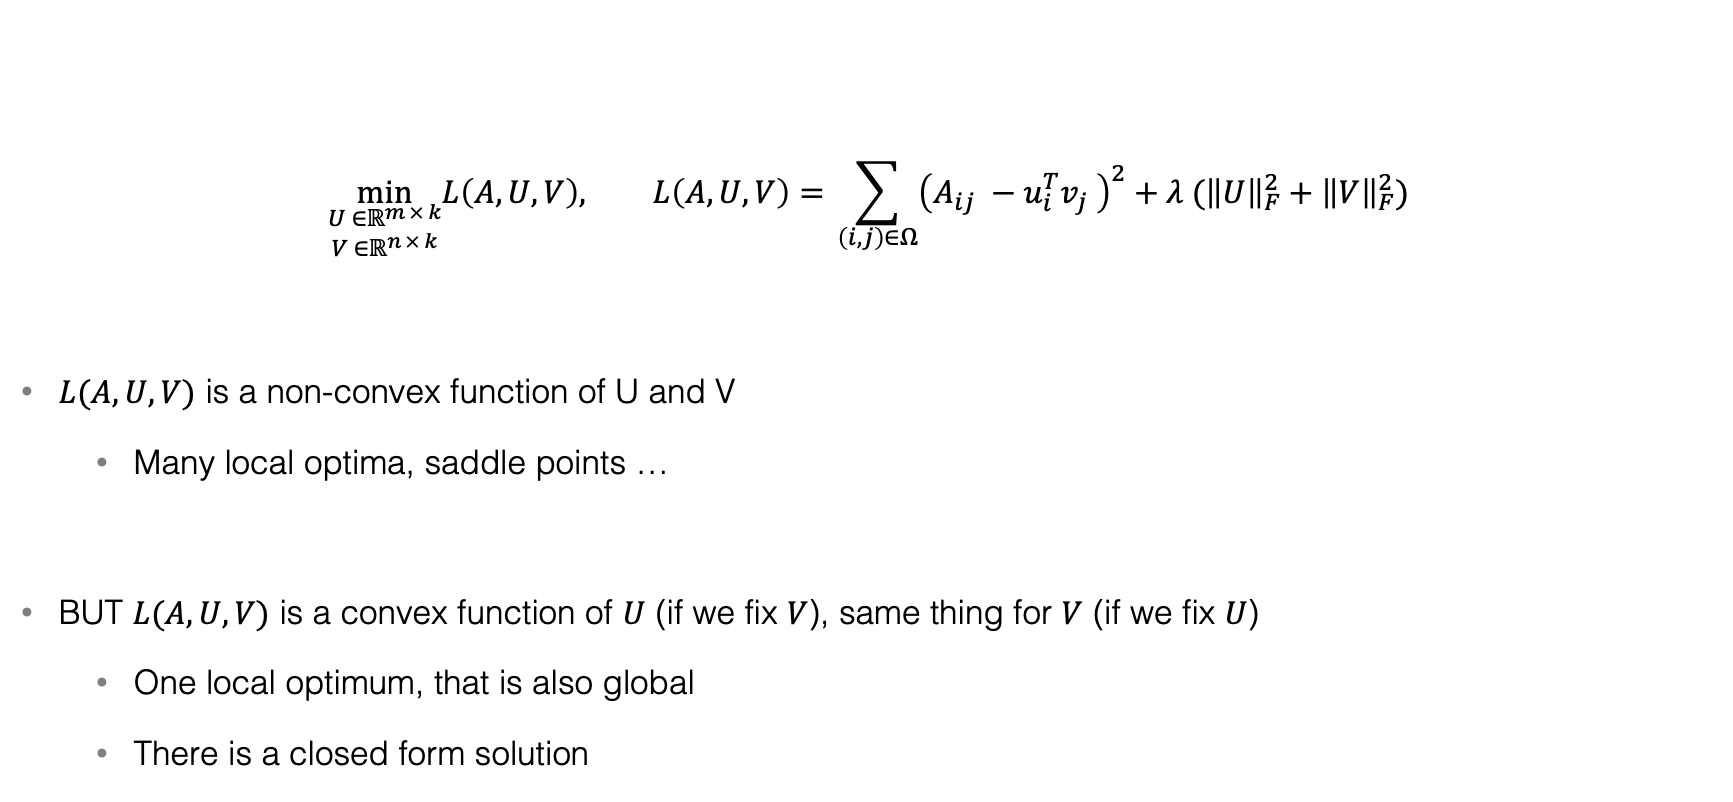 min L(A, U, V),   L(A, U, V) = ∑ (A_ij − u_i^T v_j)^2 + λ (‖U‖_F^2 + ‖V‖_F^2)
U ∈ℝ^{m × k}   (i,j)∈Ω
V ∈ℝ^{n × k}
• L(A, U, V) is a non-convex function of U and V
• Many local optima, saddle points …
• BUT L(A, U, V) is a convex function of U (if we fix V), same thing for V (if we fix U)
• One local optimum, that is also global
• There is a closed form solution